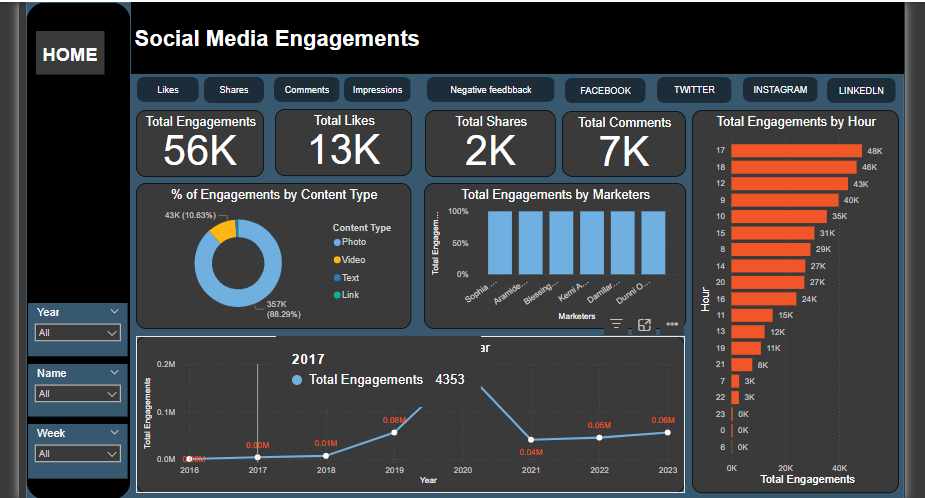 HOME
Social Media Engagements
Likes
Shares
Comments
Impressions
Negative feedbback
FACEBOOK
TWITTER
INSTAGRAM
LINKEDLN
Total Engagements
56K
Total Likes
13K
Total Shares
2K
Total Comments
7K
% of Engagements by Content Type
43K (10.63%)
357K
(88.29%)
Content Type
Photo
Video
Text
Link
Total Engagements by Marketers
Total Engagem...
100%
50%
0%
Sophia ...
Aramide...
Blessing...
Kemi A...
Damilar...
Dunni O...
Marketers
Total Engagements by Hour
Hour
17 48K
18 46K
12 43K
9 40K
10 35K
15 31K
8 29K
14 27K
20 27K
16 24K
11 15K
13 12K
19 11K
21 8K
7 3K
22 3K
23 0K
0 0K
6 0K
0K 20K 40K
Total Engagements
Year
All
Name
All
Week
All
ar
2017
Total Engagements 4353
Total Engagements
0.2M
0.1M
0.0M
0.00M
0.01M
0.06M
0.04M
0.05M
0.06M
2016 2017 2018 2019 2020 2021 2022 2023
Year